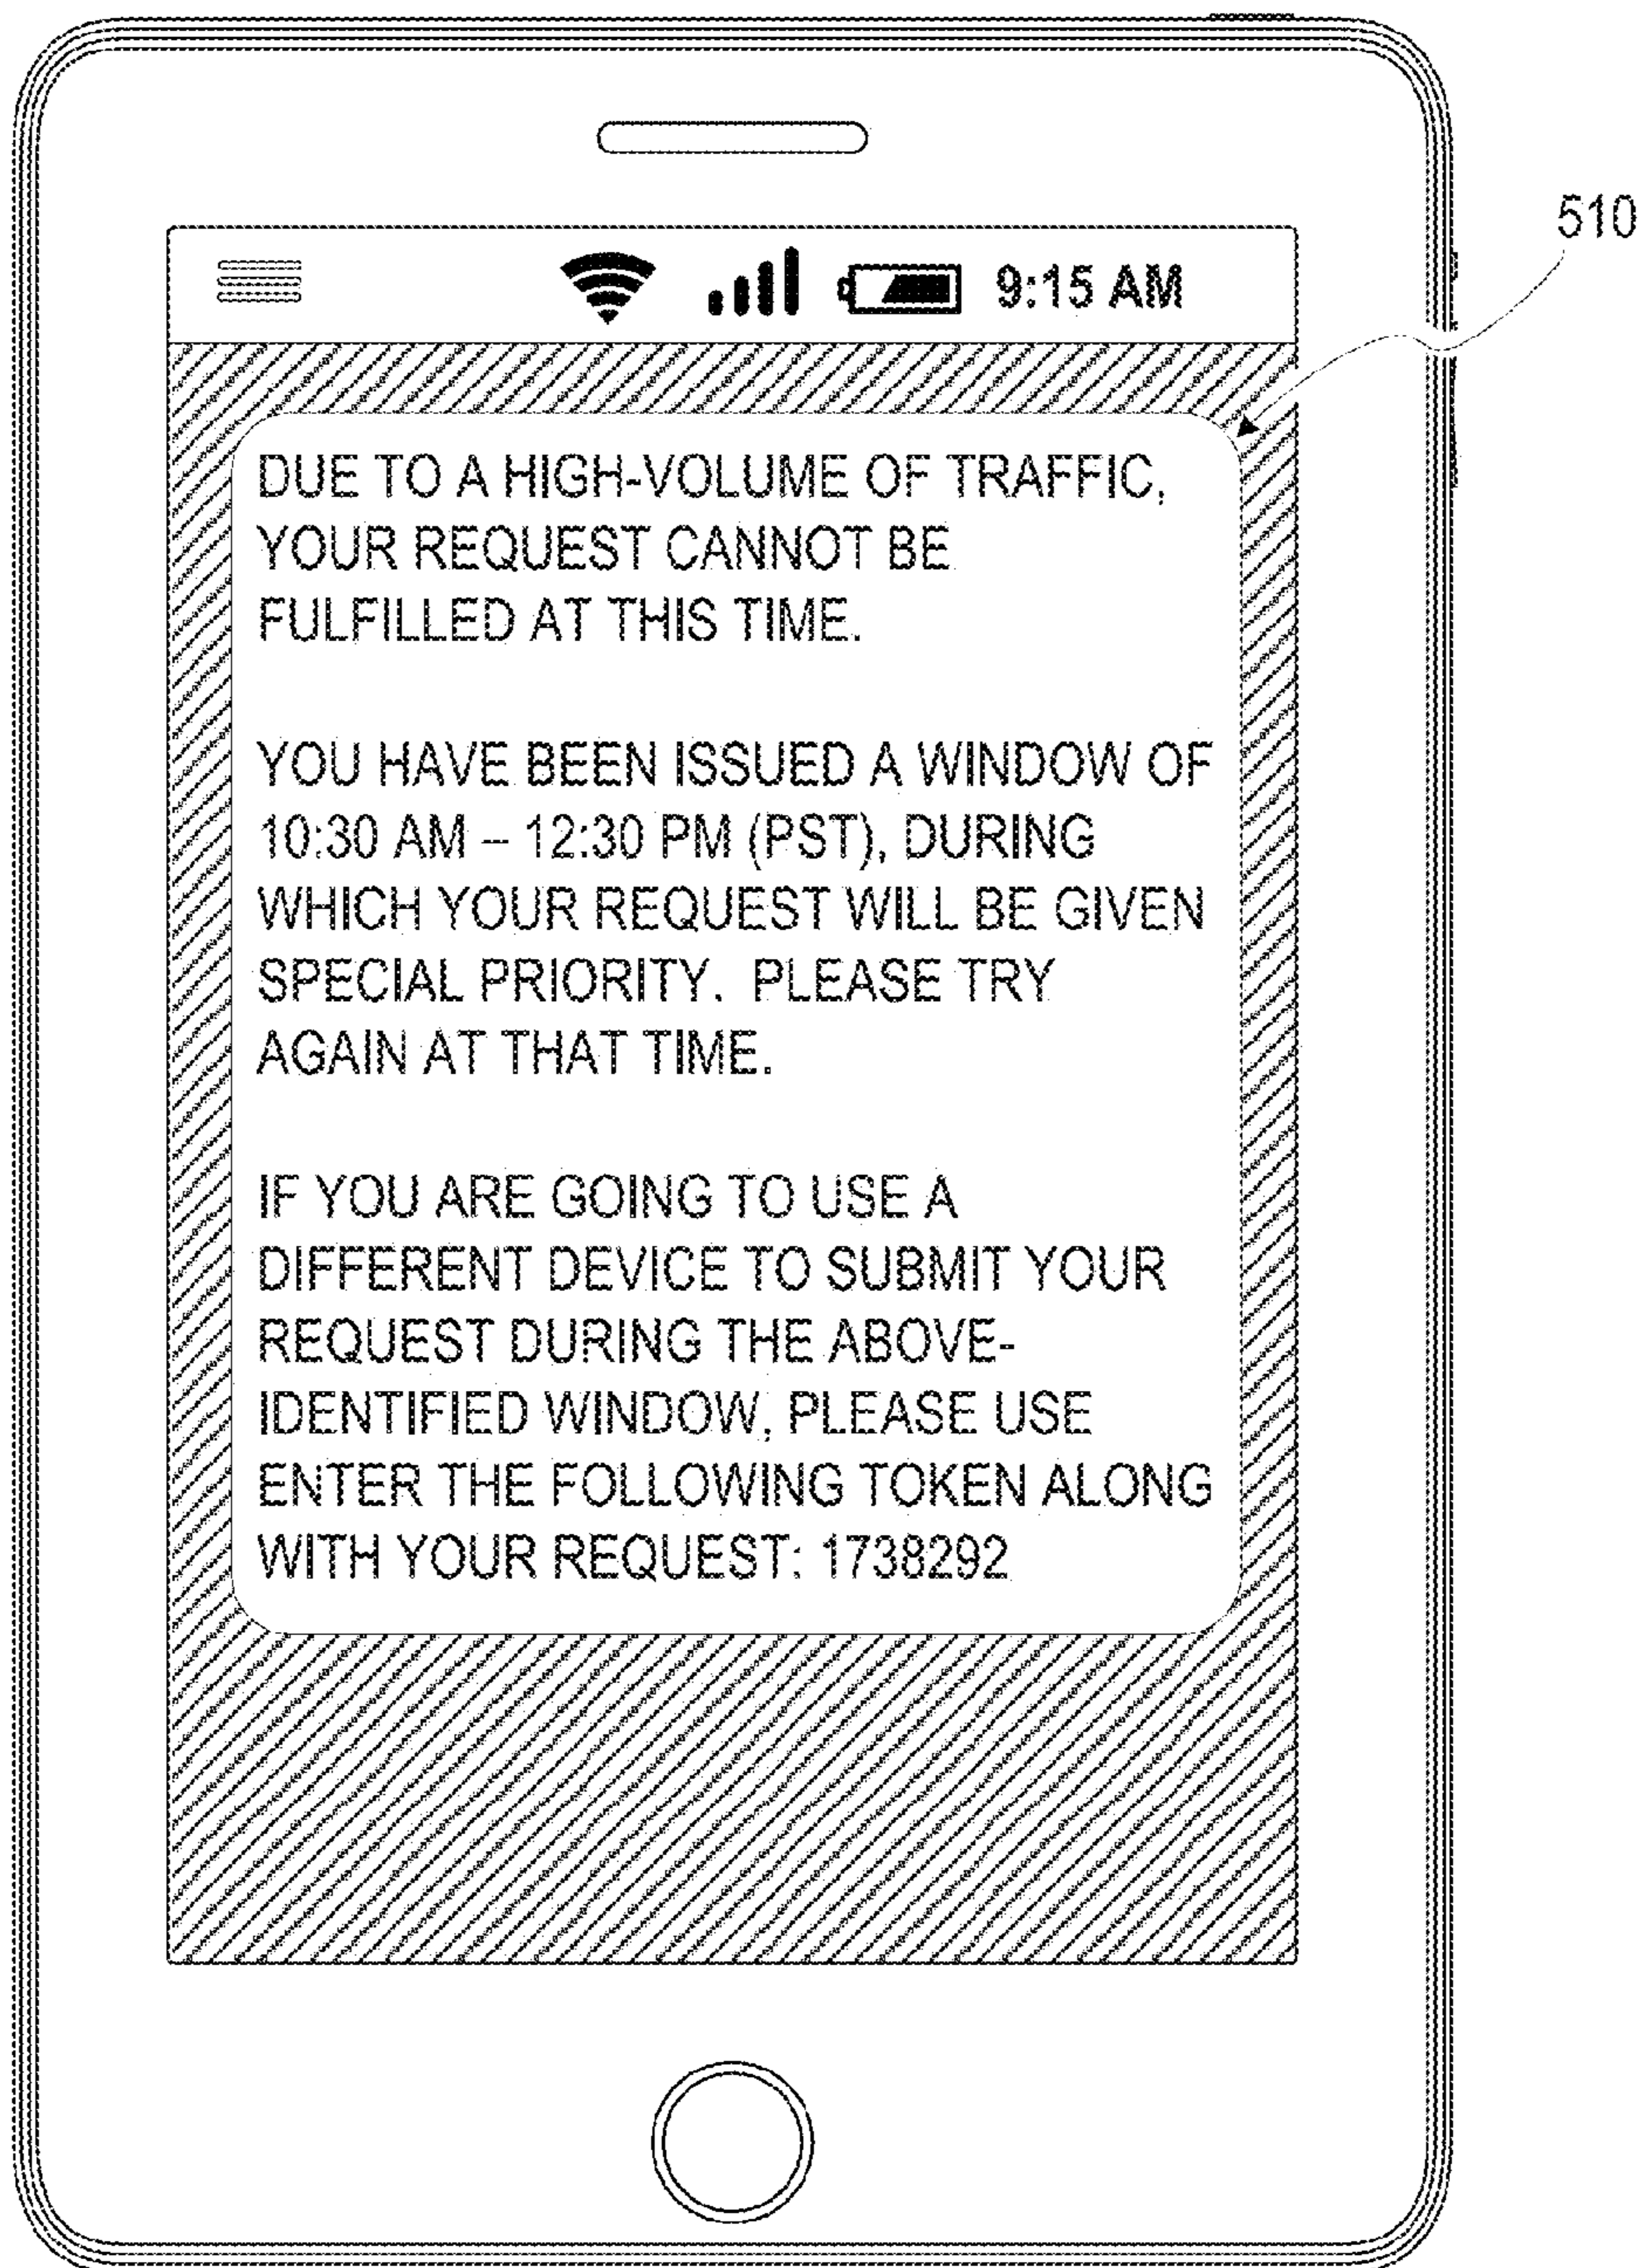 510
9:15 AM
DUE TO A HIGH-VOLUME OF TRAFFIC,
YOUR REQUEST CANNOT BE
FULFILLED AT THIS TIME.
YOU HAVE BEEN ISSUED A WINDOW OF
10:30 AM – 12:30 PM (PST), DURING
WHICH YOUR REQUEST WILL BE GIVEN
SPECIAL PRIORITY. PLEASE TRY
AGAIN AT THAT TIME.
IF YOU ARE GOING TO USE A
DIFFERENT DEVICE TO SUBMIT YOUR
REQUEST DURING THE ABOVE-
IDENTIFIED WINDOW, PLEASE USE
ENTER THE FOLLOWING TOKEN ALONG
WITH YOUR REQUEST: 1738292